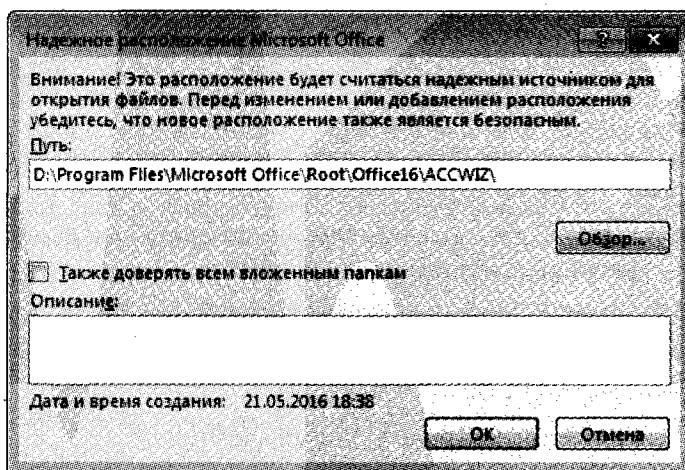 Надежное расположение Microsoft Office
Внимание! Это расположение будет считаться надежным источником для
открытия файлов. Перед изменением или добавлением расположения
убедитесь, что новое расположение также является безопасным.
Путь:
D:\Program Files\Microsoft Office\Root\Office16\ACCWIZ\
Обзор...
Также доверять всем вложенным папкам
Описание:
Дата и время создания: 21.05.2016 18:38
ОК Отмена